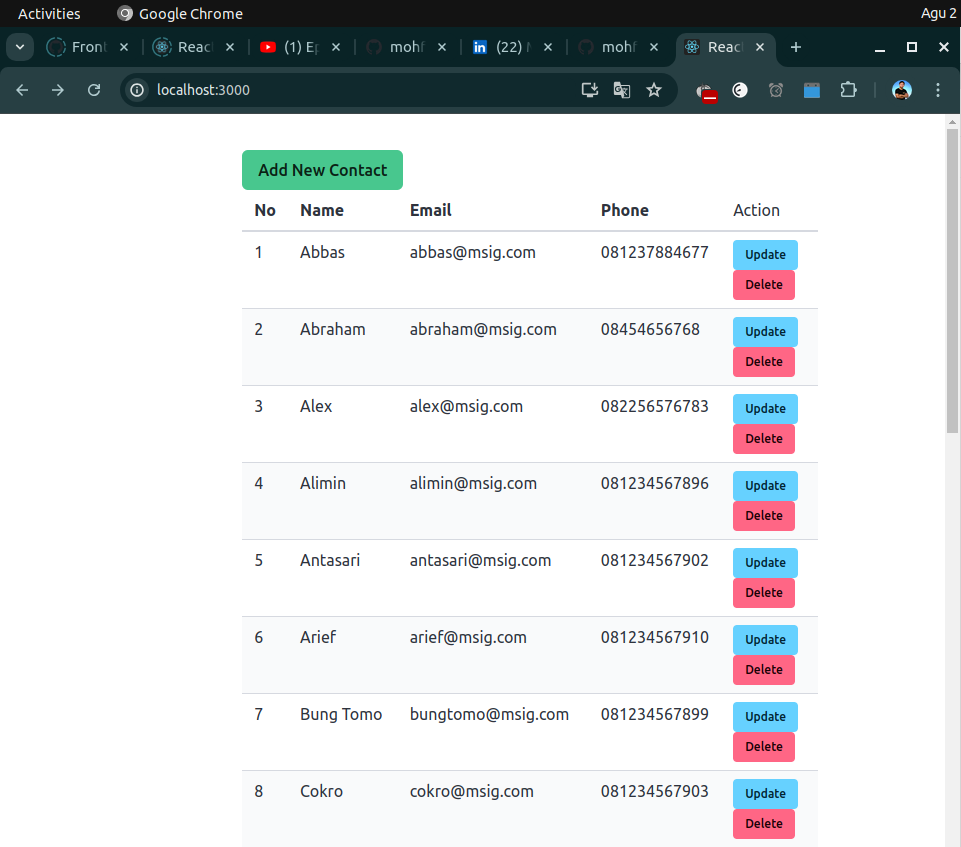 Activities Google Chrome Agu 2
Front Reac (1) Ep mohf (22) mohf Reac
localhost:3000
Add New Contact
No Name Email Phone Action
1 Abbas abbas@msig.com 081237884677 Update
Delete
2 Abraham abraham@msig.com 08454656768 Update
Delete
3 Alex alex@msig.com 082256576783 Update
Delete
4 Alimin alimin@msig.com 081234567896 Update
Delete
5 Antasari antasari@msig.com 081234567902 Update
Delete
6 Arief arief@msig.com 081234567910 Update
Delete
7 Bung Tomo bungtomo@msig.com 081234567899 Update
Delete
8 Cokro cokro@msig.com 081234567903 Update
Delete